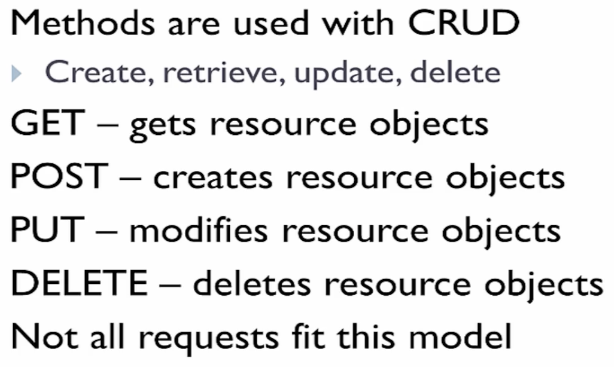 Methods are used with CRUD
Create, retrieve, update, delete
GET – gets resource objects
POST – creates resource objects
PUT – modifies resource objects
DELETE – deletes resource objects
Not all requests fit this model